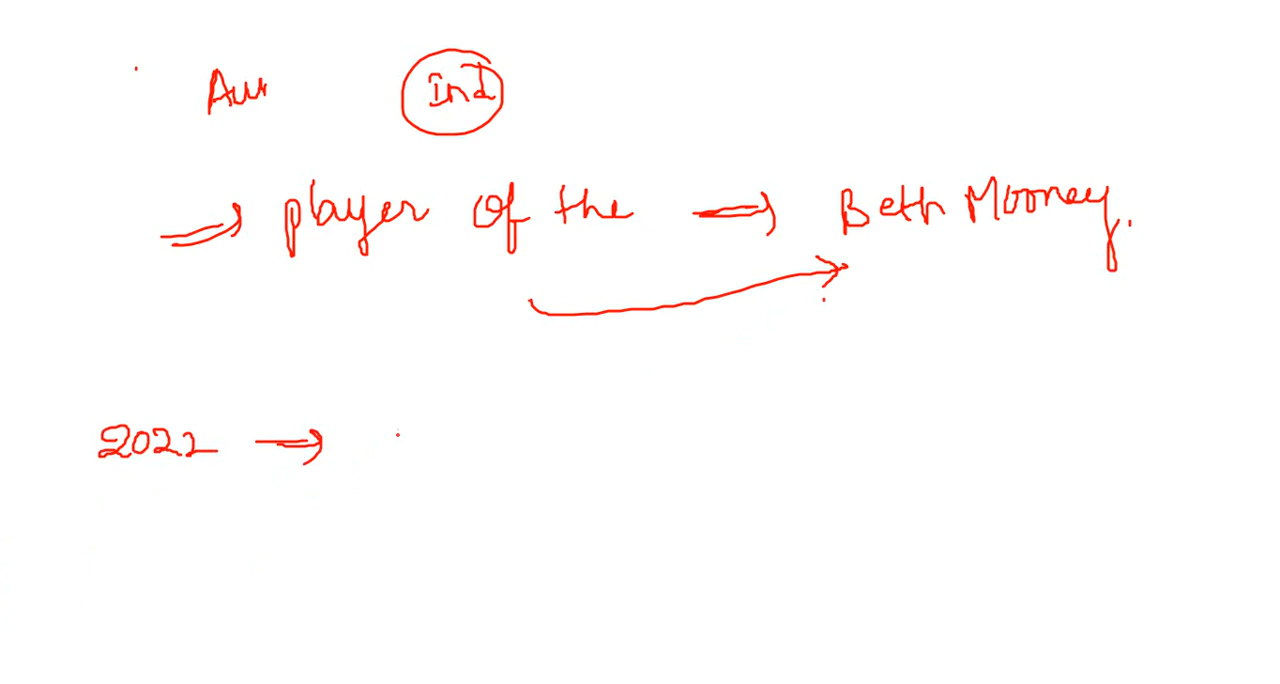 Aus Ind
⇒ player of the → Beth Mooney.
2022 →